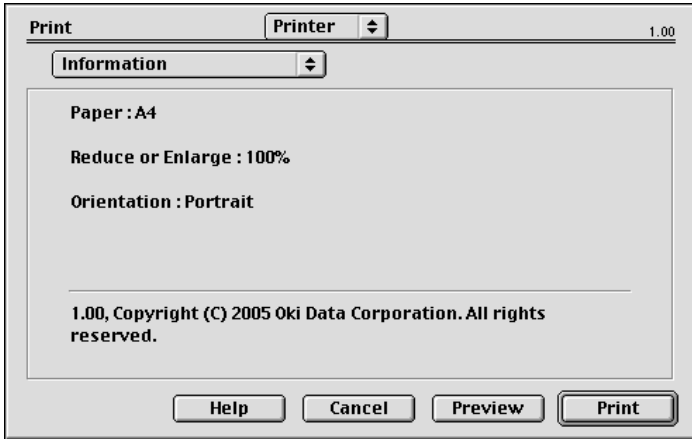 Print Printer 1.00
Information
Paper : A4
Reduce or Enlarge : 100%
Orientation : Portrait
1.00, Copyright (C) 2005 Oki Data Corporation. All rights
reserved.
Help Cancel Preview Print